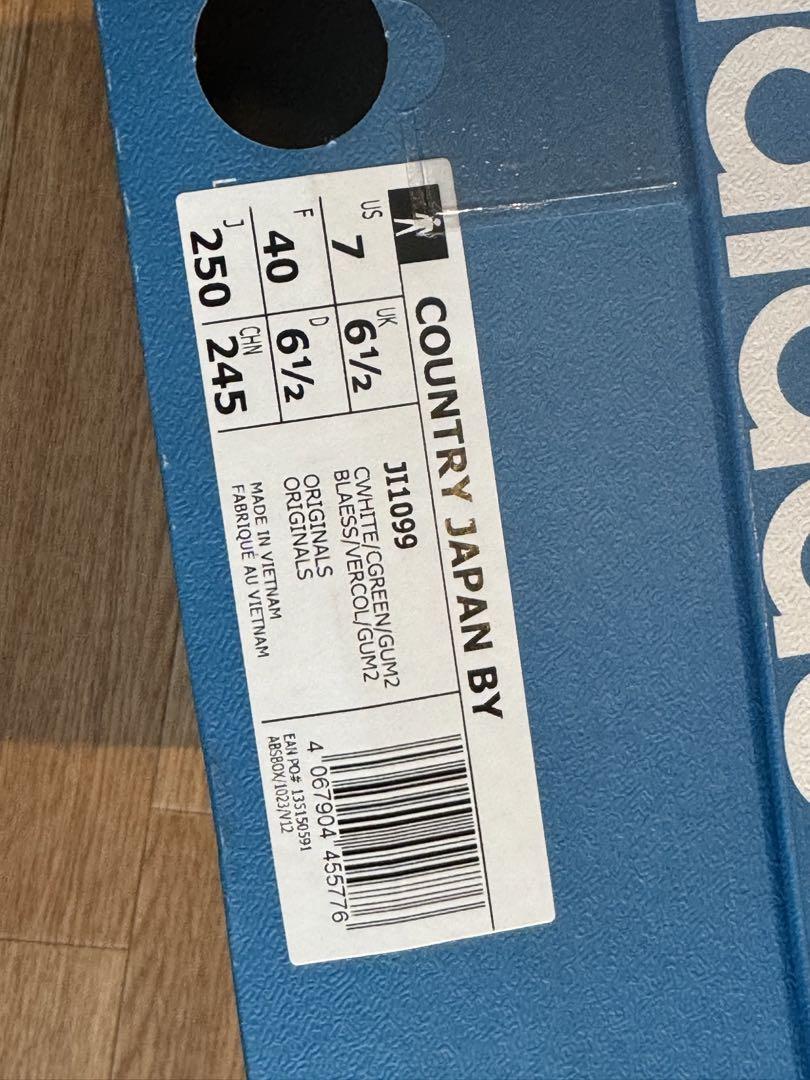 COUNTRY JAPAN BY
US 7
UK 6½
F 40
D 6½
J 250
CHN 245
JI1099
CWHITE/CGREEN/GUM2
BLAESS/VERCOL/GUM2
ORIGINALS
ORIGINALS
MADE IN VIETNAM
FABRIQUÉ AU VIETNAM
4 067904 455776
EAN PO# 135150591
ABSBOX/1023/V12
adidas